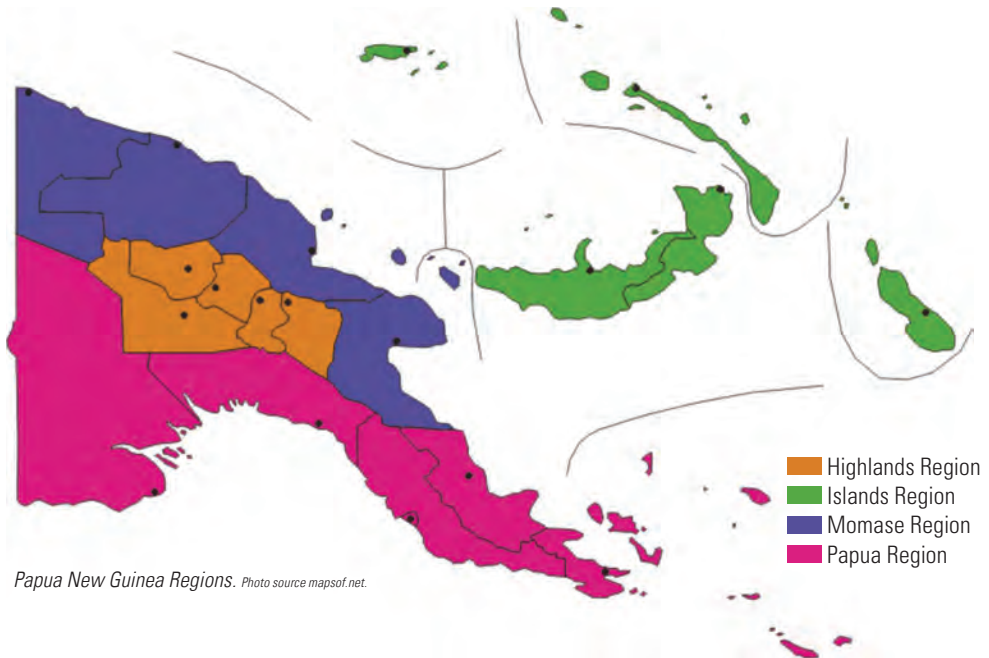 Highlands Region
Islands Region
Momase Region
Papua Region
Papua New Guinea Regions. Photo source mapsof.net.